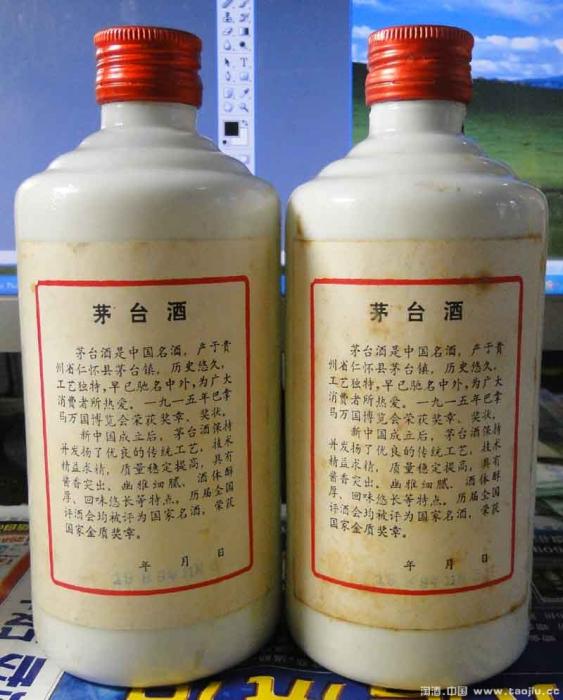 茅台酒
茅台酒是中国名酒，产于贵
州省仁怀县茅台镇，历史悠久，
工艺独特，早已驰名中外，为广大
消费者所热爱。一九一五年巴拿
马万国博览会荣获奖章、奖状。
新中国成立后，茅台酒保持
并发扬了优良的传统工艺，技术
精益求精，质量稳定提高，具有
酱香突出、幽雅细腻、酒体醇
厚、回味悠长等特点。历届全国
评酒会均被评为国家名酒，荣获
国家金质奖章。
年 月 日
茅台酒
茅台酒是中国名酒，产于贵
州省仁怀县茅台镇，历史悠久，
工艺独特，早已驰名中外，为广大
消费者所热爱。一九一五年巴拿
马万国博览会荣获奖章、奖状。
新中国成立后，茅台酒保持
并发扬了优良的传统工艺，技术
精益求精，质量稳定提高，具有
酱香突出、幽雅细腻、酒体醇
厚、回味悠长等特点。历届全国
评酒会均被评为国家名酒，荣获
国家金质奖章。
年 月 日
淘酒.中国 www.taojiu.cc